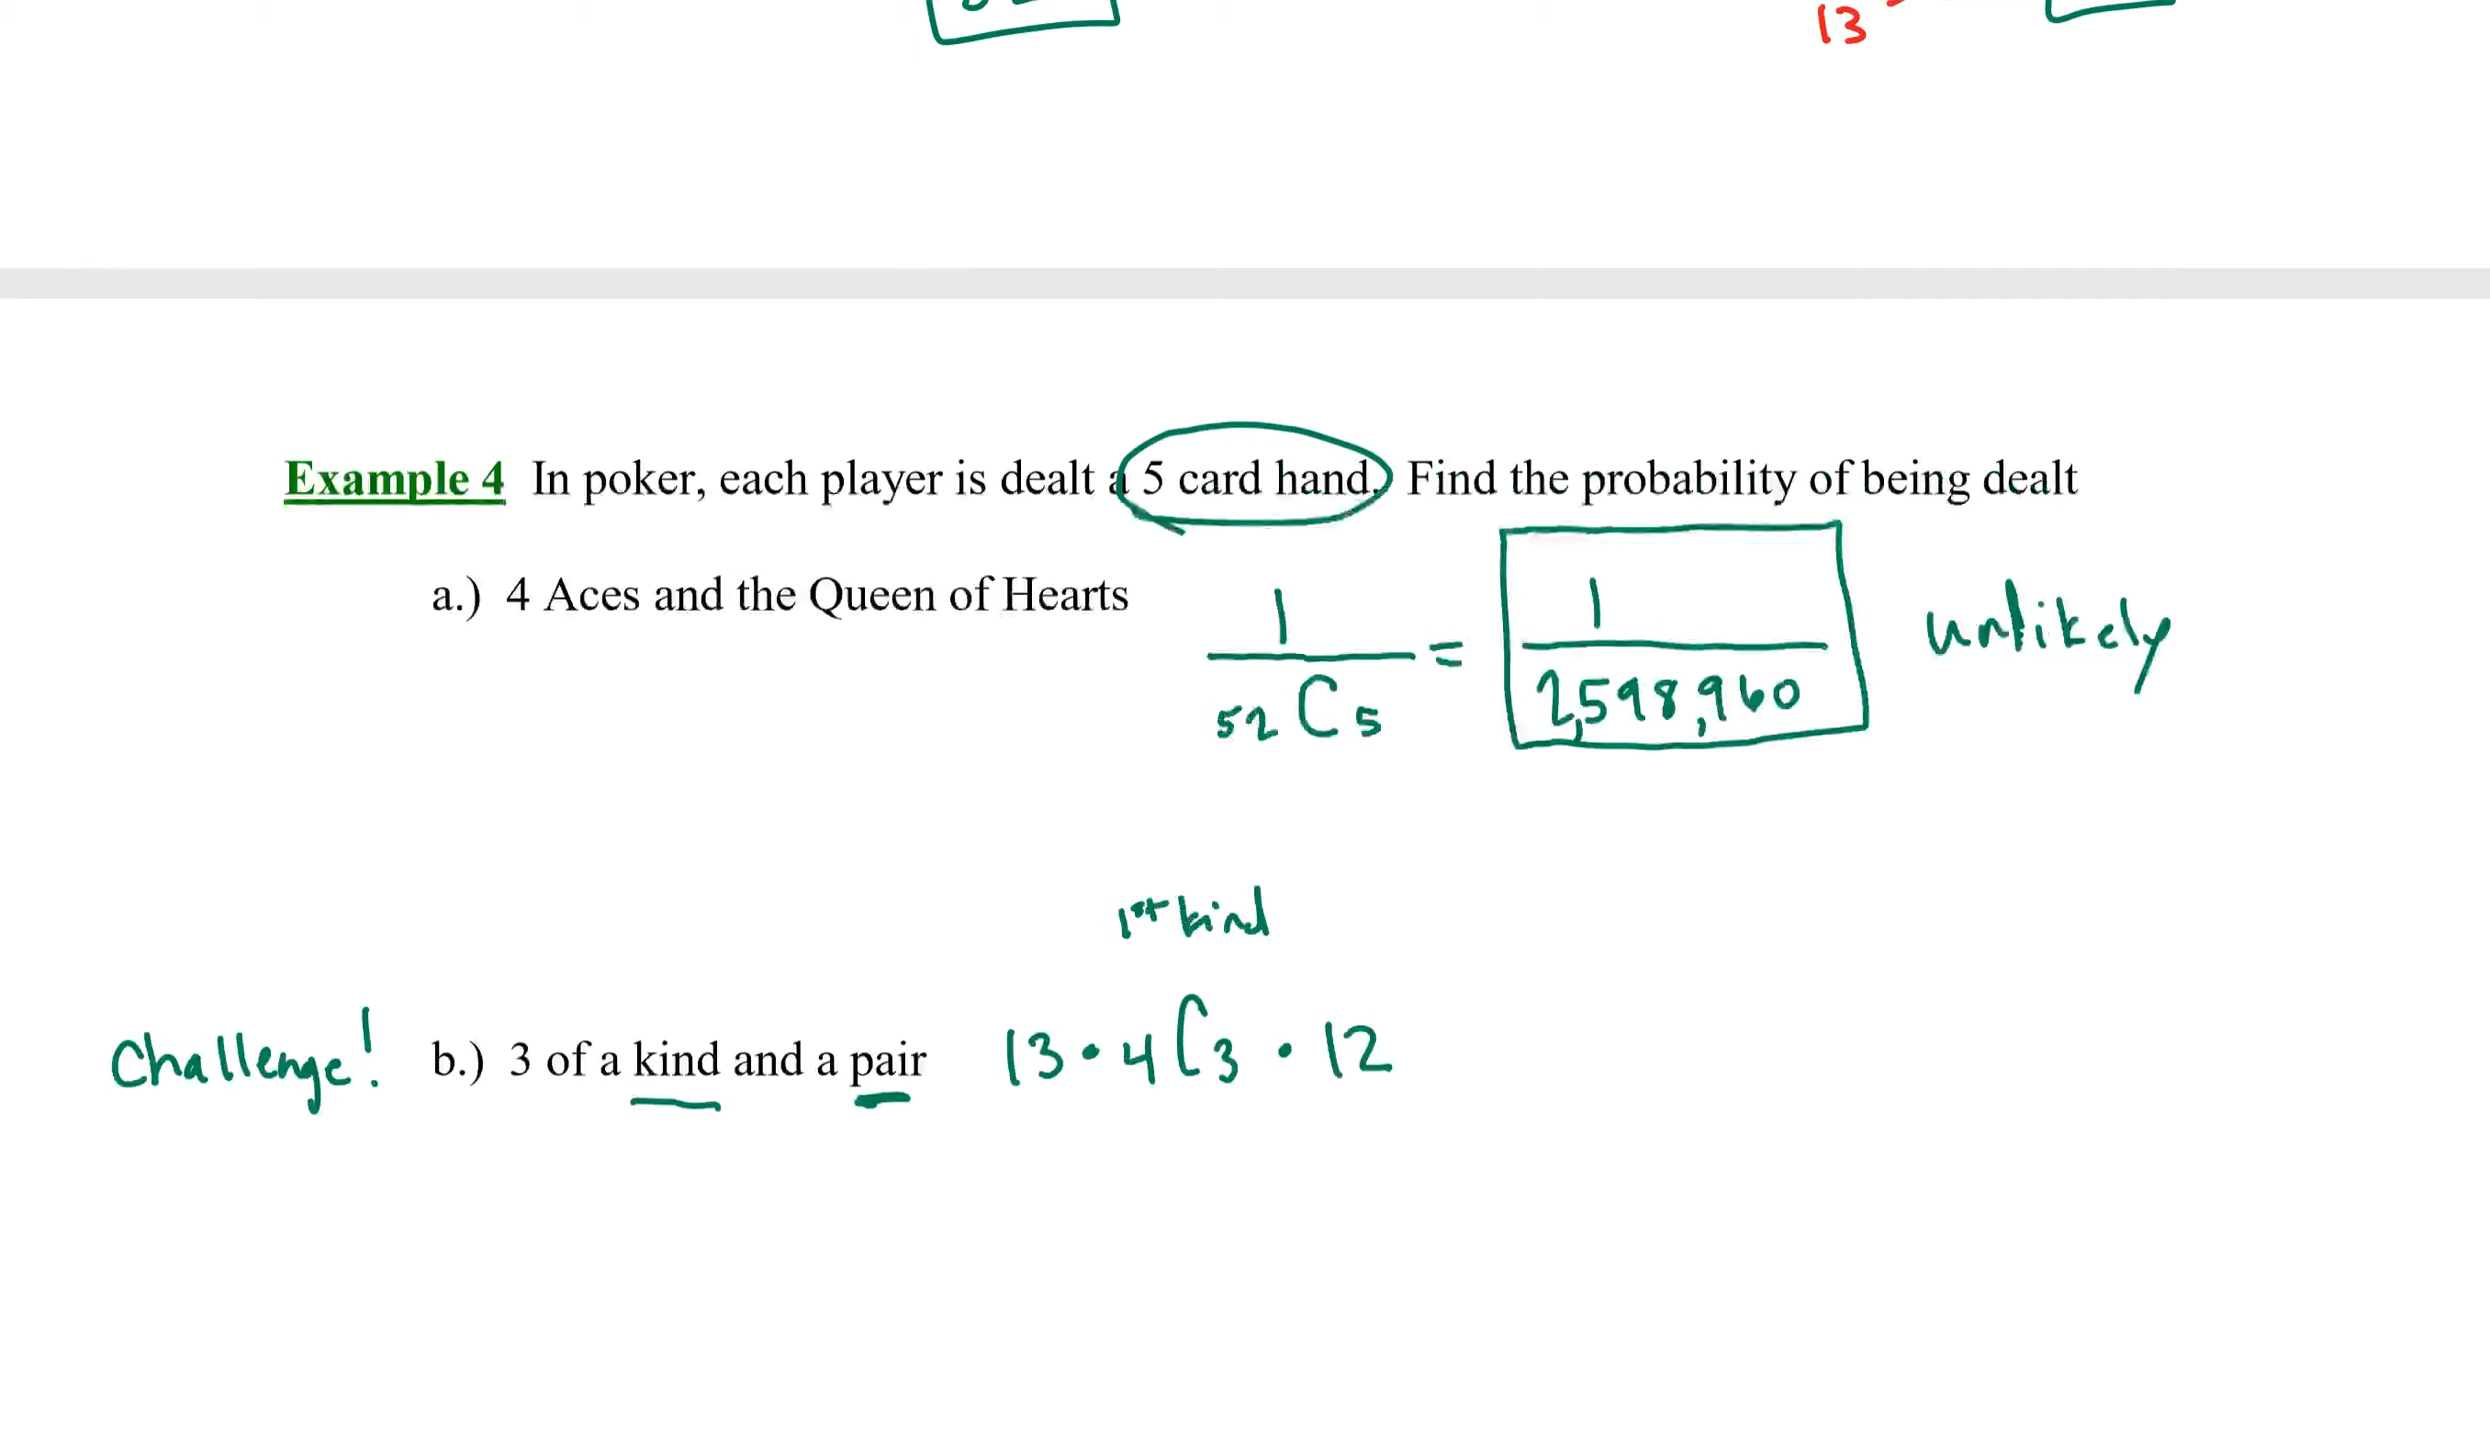 13
Example 4 In poker, each player is dealt a 5 card hand. Find the probability of being dealt
a.) 4 Aces and the Queen of Hearts
1 / 52 C 5 = 1 / 2,598,960 unlikely
1st kind
Challenge! b.) 3 of a kind and a pair 13 • 4C3 • 12